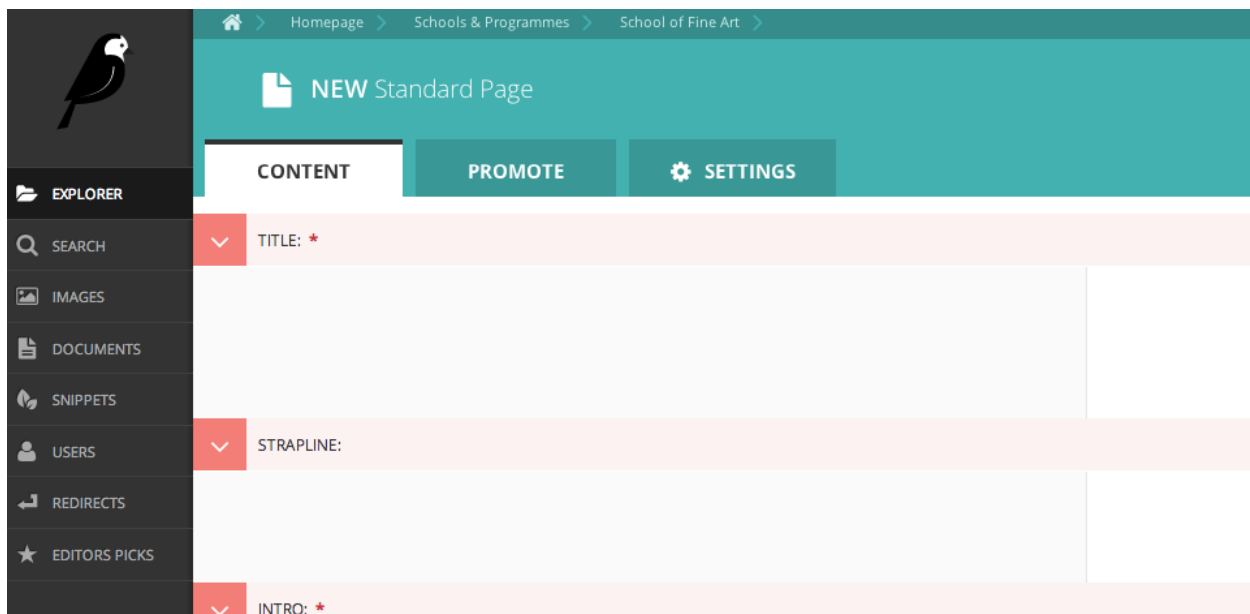 Homepage Schools & Programmes School of Fine Art
NEW Standard Page
CONTENT PROMOTE SETTINGS
EXPLORER
SEARCH
IMAGES
DOCUMENTS
SNIPPETS
USERS
REDIRECTS
EDITORS PICKS
TITLE: *
STRAPLINE:
INTRO: *